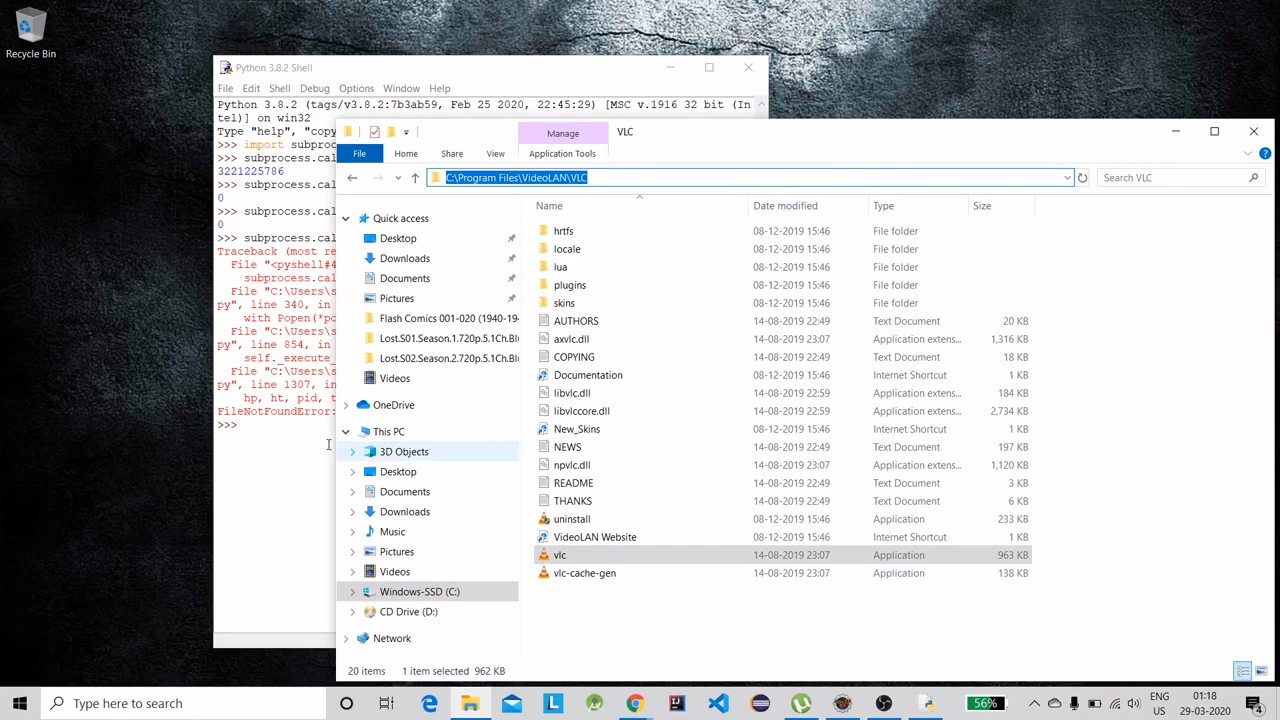 Recycle Bin
Python 3.8.2 Shell
File Edit Shell Debug Options Window Help
Python 3.8.2 (tags/v3.8.2:7b3ab59, Feb 25 2020, 22:45:29) [MSC v.1916 32 bit (In
tel)] on win32
Type "help", "copy
>>> import subproc
>>> subprocess.cal
3221225786
>>> subprocess.cal
0
>>> subprocess.cal
0
>>> subprocess.cal
Traceback (most re
File "<pyshell#4
subprocess.cal
File "C:\Users\s
py", line 340, in
with Popen(*po
File "C:\Users\s
py", line 854, in
self._execute_
File "C:\Users\s
py", line 1307, in
hp, ht, pid, t
FileNotFoundError:
>>>
Manage
VLC
File Home Share View Application Tools
C:\Program Files\VideoLAN\VLC
Search VLC
Name Date modified Type Size
Quick access
Desktop
Downloads
Documents
Pictures
Flash Comics 001-020 (1940-194
Lost.S01.Season.1.720p.5.1Ch.Blu
Lost.S02.Season.2.720p.5.1Ch.Blu
Videos
OneDrive
This PC
3D Objects
Desktop
Documents
Downloads
Music
Pictures
Videos
Windows-SSD (C:)
CD Drive (D:)
Network
hrtfs 08-12-2019 15:46 File folder
locale 08-12-2019 15:46 File folder
lua 08-12-2019 15:46 File folder
plugins 08-12-2019 15:46 File folder
skins 08-12-2019 15:46 File folder
AUTHORS 14-08-2019 22:49 Text Document 20 KB
axvlc.dll 14-08-2019 23:07 Application extens... 1,316 KB
COPYING 14-08-2019 22:49 Text Document 18 KB
Documentation 08-12-2019 15:46 Internet Shortcut 1 KB
libvlc.dll 14-08-2019 22:59 Application extens... 184 KB
libvlccore.dll 14-08-2019 22:59 Application extens... 2,734 KB
New_Skins 08-12-2019 15:46 Internet Shortcut 1 KB
NEWS 14-08-2019 22:49 Text Document 197 KB
npvlc.dll 14-08-2019 23:07 Application extens... 1,120 KB
README 14-08-2019 22:49 Text Document 3 KB
THANKS 14-08-2019 22:49 Text Document 6 KB
uninstall 08-12-2019 15:46 Application 233 KB
VideoLAN Website 08-12-2019 15:46 Internet Shortcut 1 KB
vlc 14-08-2019 23:07 Application 963 KB
vlc-cache-gen 14-08-2019 23:07 Application 138 KB
20 items 1 item selected 962 KB
Type here to search
56%
ENG
US
01:18
29-03-2020
4